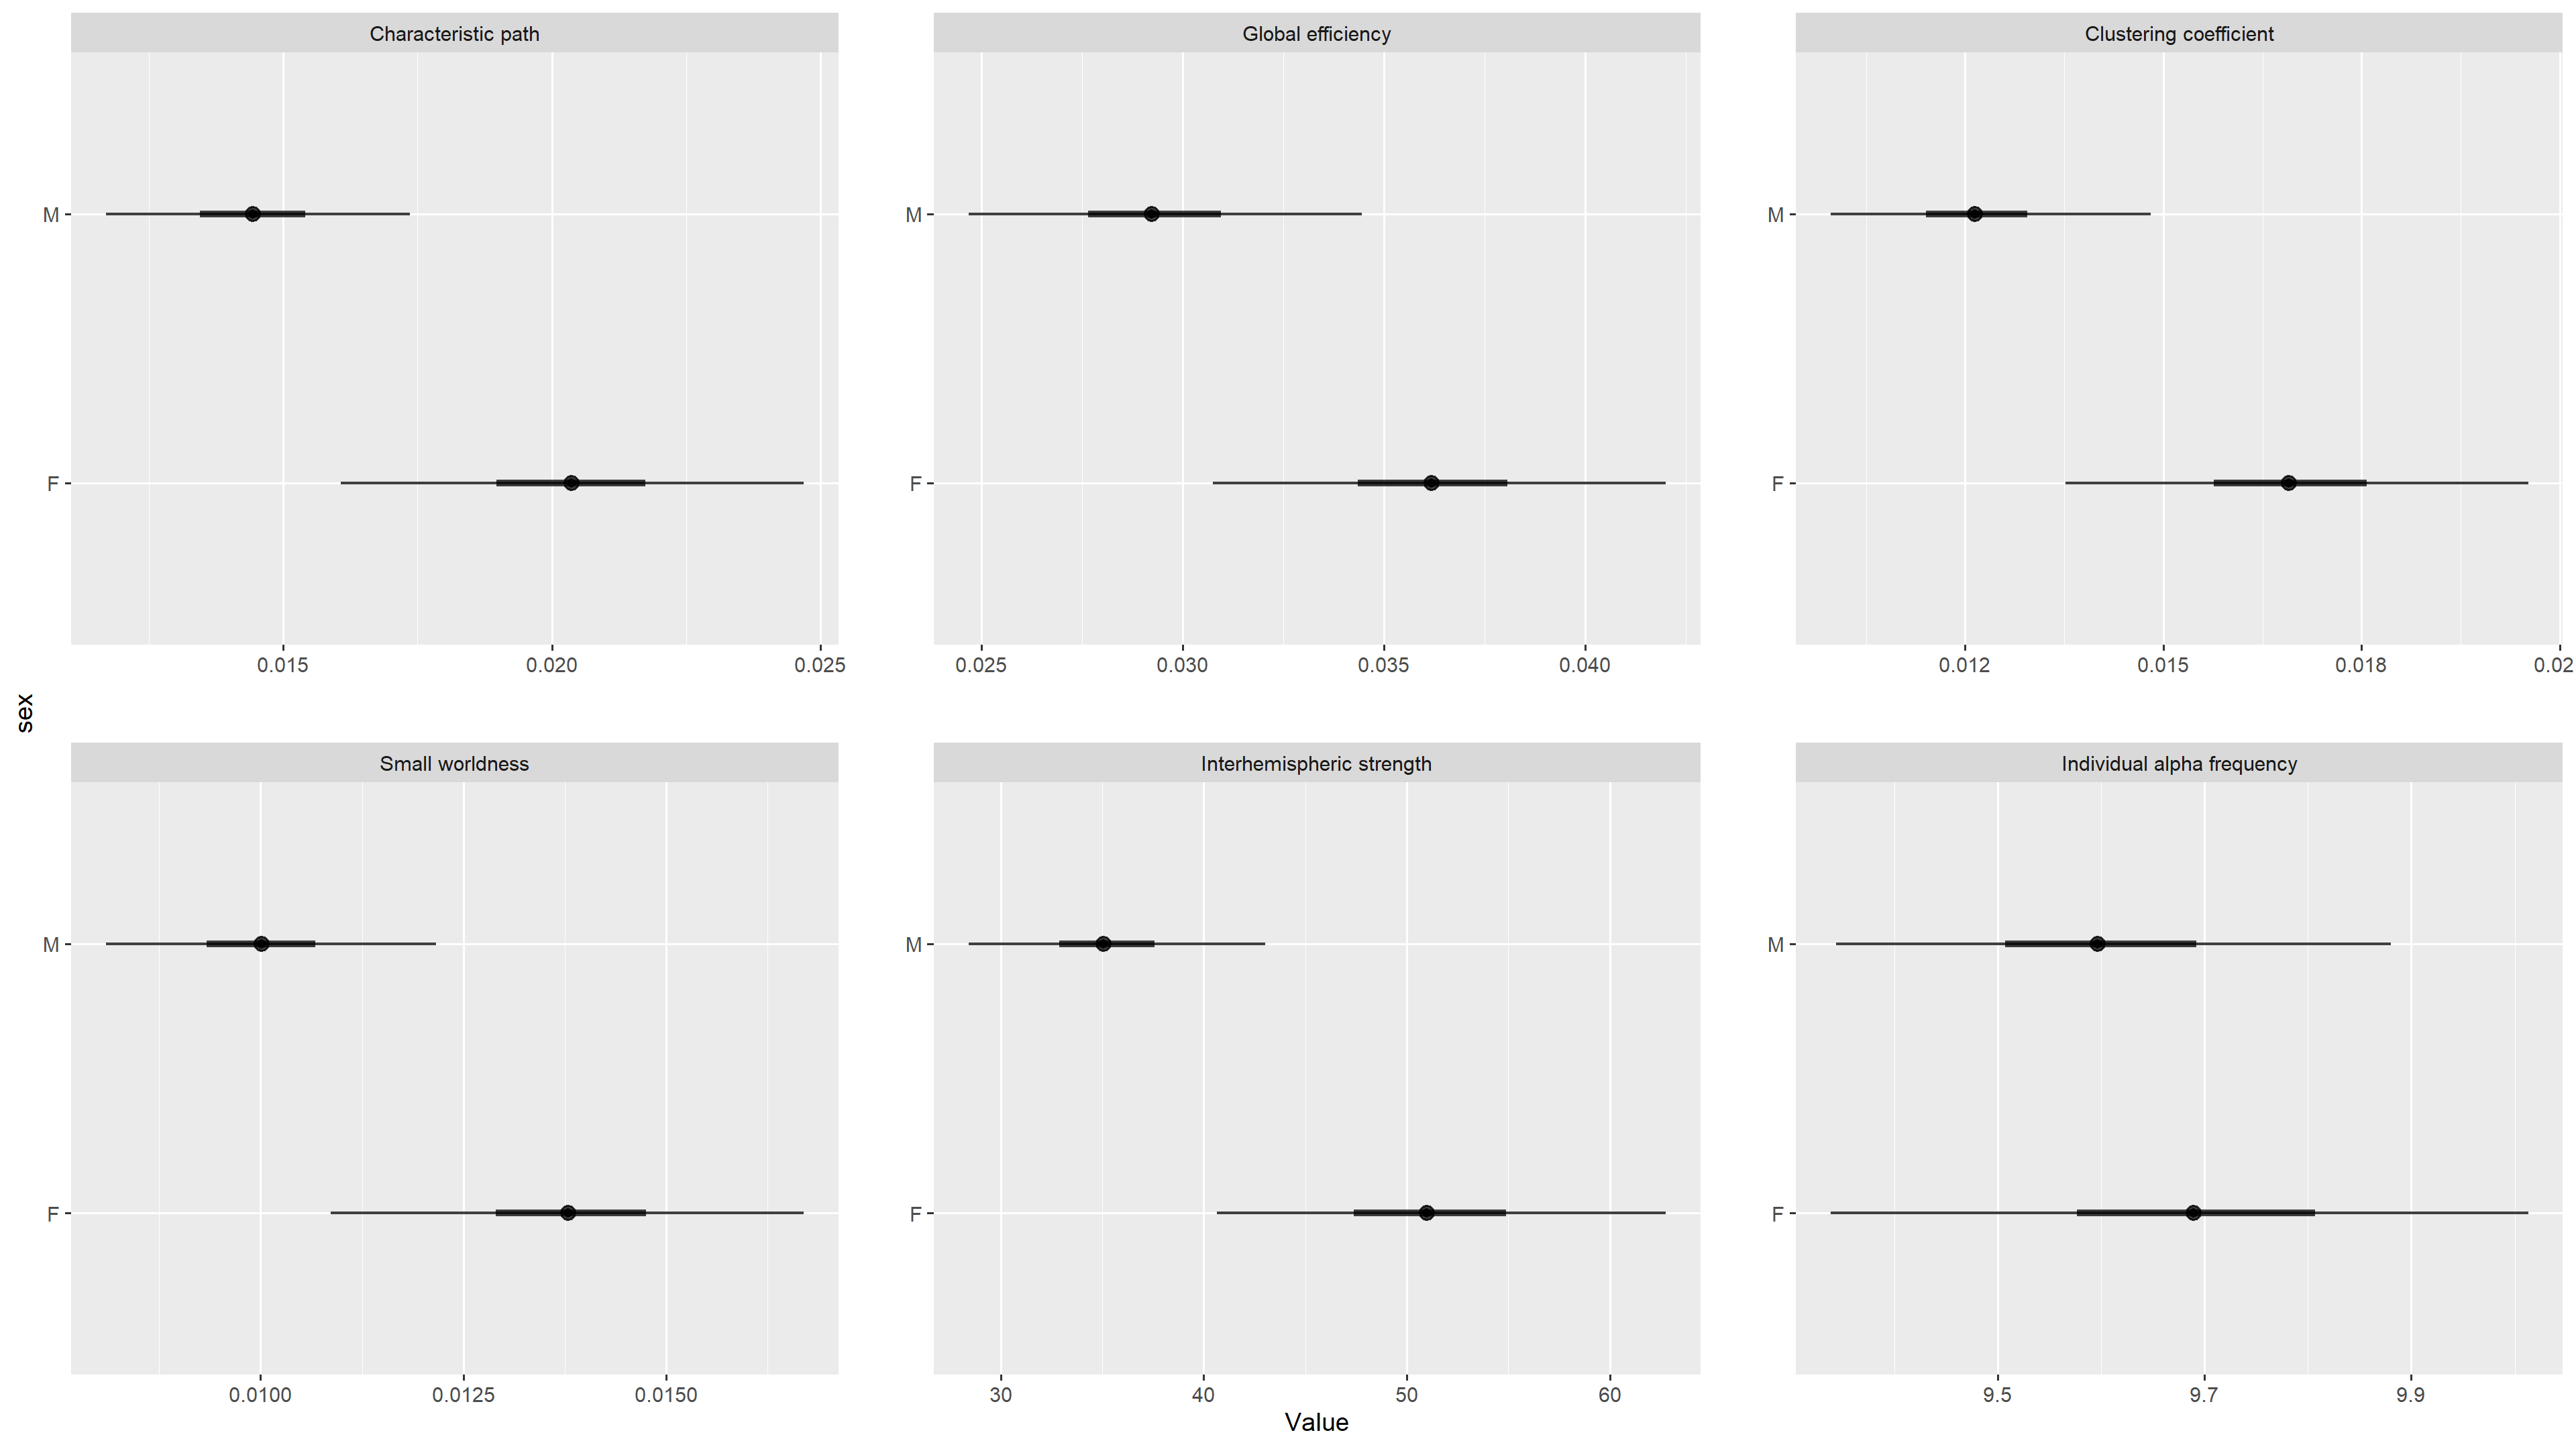 Characteristic path
Global efficiency
Clustering coefficient
M
F
M
F
M
F
0.015 0.020 0.025
0.025 0.030 0.035 0.040
0.012 0.015 0.018 0.02
sex
Small worldness
Interhemispheric strength
Individual alpha frequency
M
F
M
F
M
F
0.0100 0.0125 0.0150
30 40 50 60
9.5 9.7 9.9
Value